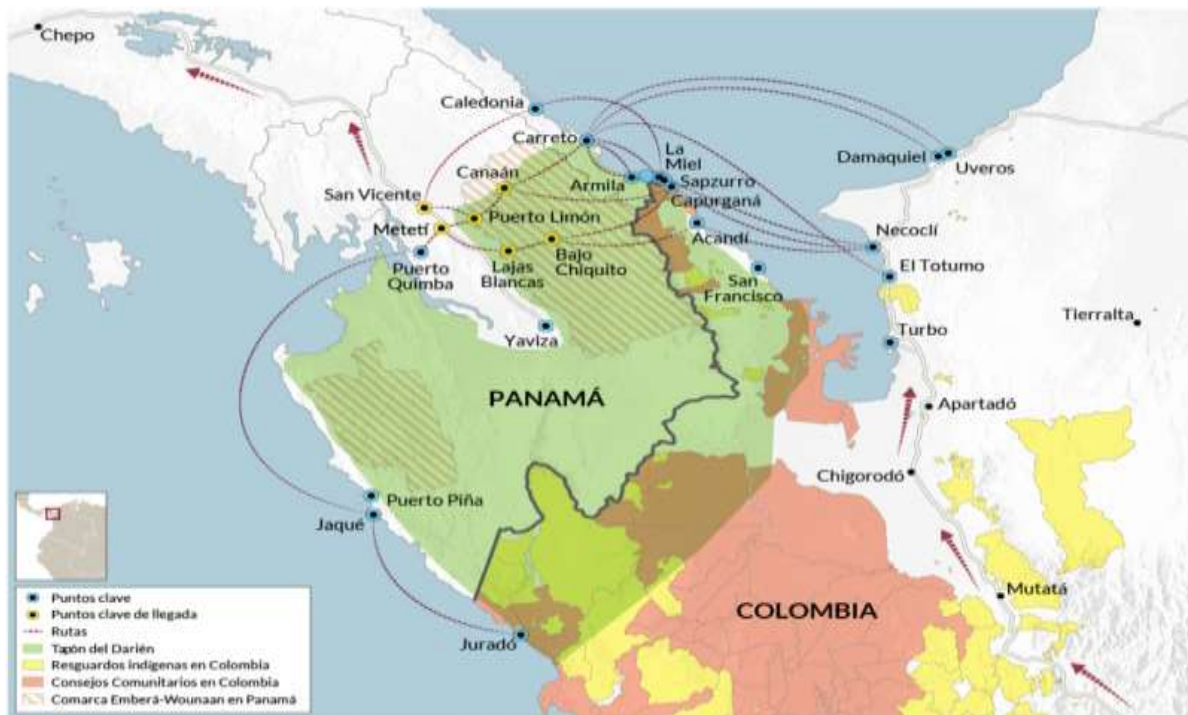 Chepo
Caledonia
Carreto
La
Miel
Damaquiel
Uveros
Canaán
Armila
Sapzurro
San Vicente
Capurganá
Puerto Limón
Metetí
Acandí
Necoclí
Puerto
Quimba
Lajas
Blancas
Bajo
Chiquito
El Totumo
San
Francisco
Yaviza
Turbo
Tierralta
PANAMÁ
Apartadó
Chigorodó
Puerto Piña
Jaqué
Mutatá
COLOMBIA
Juradó
Puntos clave
Puntos clave de llegada
Rutas
Tapón del Darién
Resguardos indígenas en Colombia
Consejos Comunitarios en Colombia
Comarca Emberá-Wounaan en Panamá